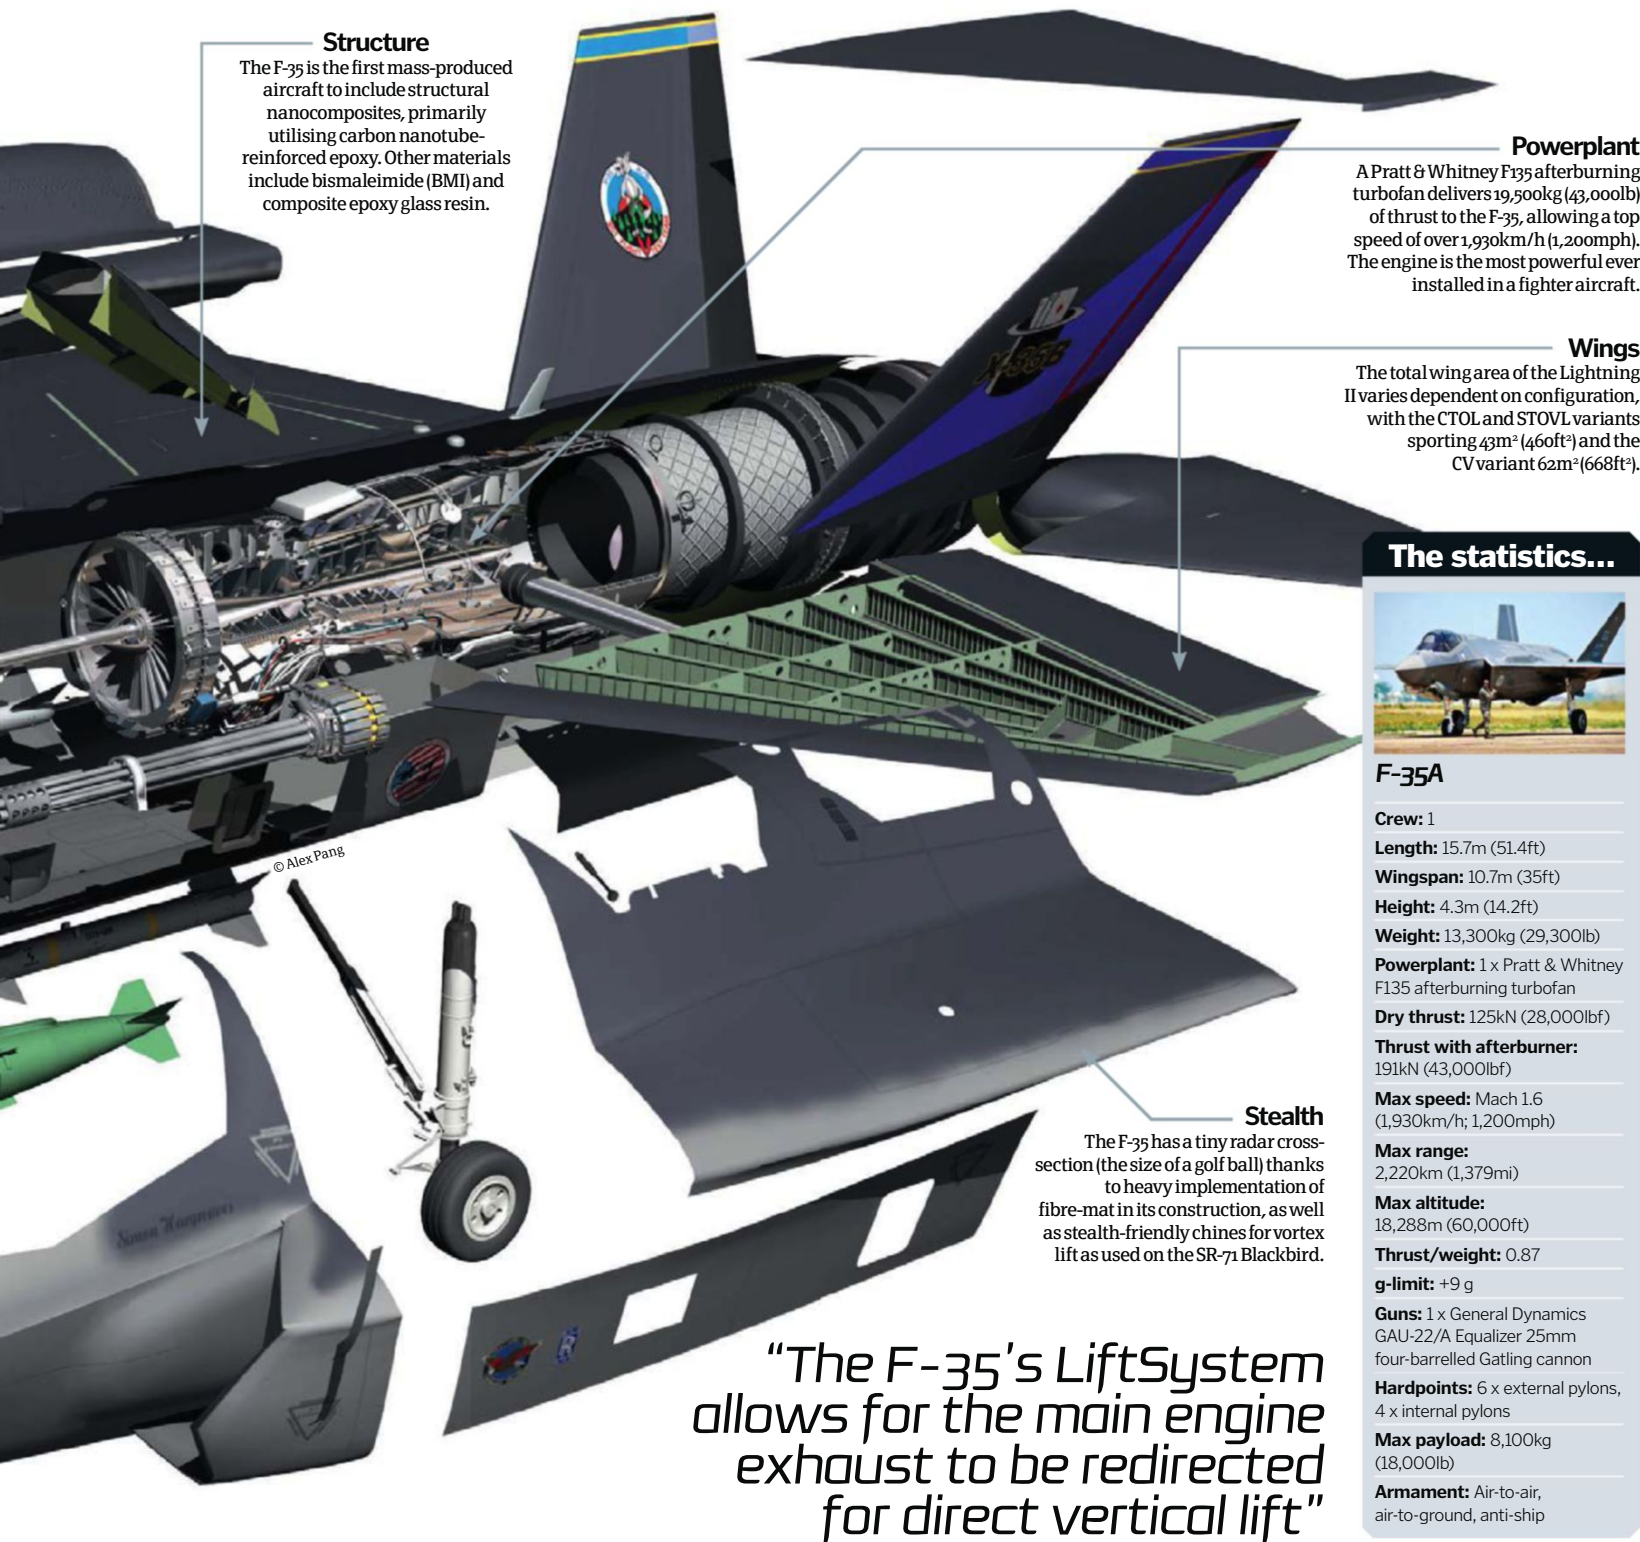 Structure
The F-35 is the first mass-produced
aircraft to include structural
nanocomposites, primarily
utilising carbon nanotube-
reinforced epoxy. Other materials
include bismaleimide (BMI) and
composite epoxy glass resin.
Powerplant
A Pratt & Whitney F135 afterburning
turbofan delivers 19,500kg (43,000lb)
of thrust to the F-35, allowing a top
speed of over 1,930km/h (1,200mph).
The engine is the most powerful ever
installed in a fighter aircraft.
Wings
The total wing area of the Lightning
II varies dependent on configuration,
with the CTOL and STOVL variants
sporting 43m² (460ft²) and the
CV variant 62m² (668ft²).
X-35B
© Alex Pang
Simon Hargreaves
Stealth
The F-35 has a tiny radar cross-
section (the size of a golf ball) thanks
to heavy implementation of
fibre-mat in its construction, as well
as stealth-friendly chines for vortex
lift as used on the SR-71 Blackbird.
“The F-35’s LiftSystem
allows for the main engine
exhaust to be redirected
for direct vertical lift”
The statistics…
F-35A
Crew: 1
Length: 15.7m (51.4ft)
Wingspan: 10.7m (35ft)
Height: 4.3m (14.2ft)
Weight: 13,300kg (29,300lb)
Powerplant: 1 x Pratt & Whitney
F135 afterburning turbofan
Dry thrust: 125kN (28,000lbf)
Thrust with afterburner:
191kN (43,000lbf)
Max speed: Mach 1.6
(1,930km/h; 1,200mph)
Max range:
2,220km (1,379mi)
Max altitude:
18,288m (60,000ft)
Thrust/weight: 0.87
g-limit: +9 g
Guns: 1 x General Dynamics
GAU-22/A Equalizer 25mm
four-barrelled Gatling cannon
Hardpoints: 6 x external pylons,
4 x internal pylons
Max payload: 8,100kg
(18,000lb)
Armament: Air-to-air,
air-to-ground, anti-ship